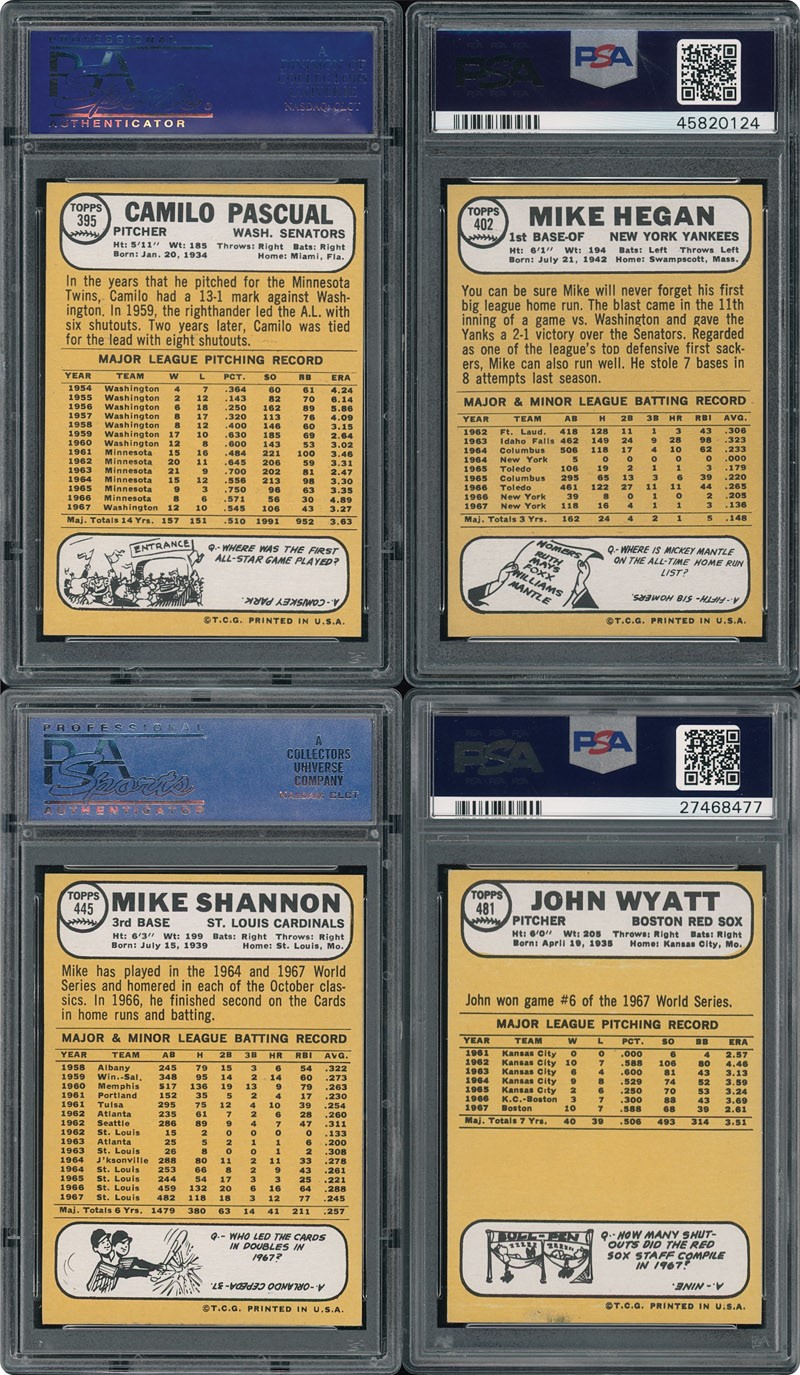 PROFESSIONAL
PSA
Sports
AUTHENTICATOR
A
DIVISION OF
COLLECTORS
UNIVERSE
NASDAQ: CLCT
TOPPS
395
CAMILO PASCUAL
PITCHER WASH. SENATORS
Ht: 5'11" Wt: 185 Throws: Right Bats: Right
Born: Jan. 20, 1934 Home: Miami, Fla.
In the years that he pitched for the Minnesota
Twins, Camilo had a 13-1 mark against Wash-
ington. In 1959, the righthander led the A.L. with
six shutouts. Two years later, Camilo was tied
for the lead with eight shutouts.
MAJOR LEAGUE PITCHING RECORD
YEAR TEAM W L PCT. SO BB ERA
1954 Washington 4 7 .364 60 61 4.24
1955 Washington 2 12 .143 82 70 6.14
1956 Washington 6 18 .250 162 89 5.86
1957 Washington 8 17 .320 113 76 4.09
1958 Washington 8 12 .400 146 60 3.15
1959 Washington 17 10 .630 185 69 2.64
1960 Washington 12 8 .600 143 53 3.02
1961 Minnesota 15 16 .484 221 100 3.46
1962 Minnesota 20 11 .645 206 59 3.31
1963 Minnesota 21 9 .700 202 81 2.47
1964 Minnesota 15 12 .556 213 98 3.30
1965 Minnesota 9 3 .750 96 63 3.35
1966 Minnesota 8 6 .571 56 30 4.89
1967 Washington 12 10 .545 106 43 3.27
Maj. Totals 14 Yrs. 157 151 .510 1991 952 3.63
ENTRANCE
Q.-WHERE WAS THE FIRST
ALL-STAR GAME PLAYED?
A.-COMISKEY PARK.
©T.C.G. PRINTED IN U.S.A.
PSA
PSA
45820124
TOPPS
402
MIKE HEGAN
1st BASE-OF NEW YORK YANKEES
Ht: 6'1" Wt: 194 Bats: Left Throws Left
Born: July 21, 1942 Home: Swampscott, Mass.
You can be sure Mike will never forget his first
big league home run. The blast came in the 11th
inning of a game vs. Washington and gave the
Yanks a 2-1 victory over the Senators. Regarded
as one of the league's top defensive first sack-
ers, Mike can also run well. He stole 7 bases in
8 attempts last season.
MAJOR & MINOR LEAGUE BATTING RECORD
YEAR TEAM AB H 2B 3B HR RBI AVG.
1962 Ft. Laud. 418 128 11 1 3 43 .306
1963 Idaho Falls 462 149 24 9 28 98 .323
1964 Columbus 506 118 17 4 10 62 .233
1964 New York 5 0 0 0 0 0 .000
1965 Toledo 106 19 2 1 1 3 .179
1965 Columbus 295 65 13 3 6 39 .220
1966 Toledo 461 122 27 11 11 44 .265
1966 New York 39 8 0 1 0 2 .205
1967 New York 118 16 4 1 1 3 .136
Maj. Totals 3 Yrs. 162 24 4 2 1 5 .148
HOMERS
RUTH
MAYS
FOXX
WILLIAMS
MANTLE
Q.-WHERE IS MICKEY MANTLE
ON THE ALL-TIME HOME RUN
LIST?
A.-FIFTH- 518 HOMERS.
©T.C.G. PRINTED IN U.S.A.
PROFESSIONAL
PSA
Sports
AUTHENTICATOR
A
COLLECTORS
UNIVERSE
COMPANY
NASDAQ: CLCT
TOPPS
445
MIKE SHANNON
3rd BASE ST. LOUIS CARDINALS
Ht: 6'3" Wt: 199 Bats: Right Throws: Right
Born: July 15, 1939 Home: St. Louis, Mo.
Mike has played in the 1964 and 1967 World
Series and homered in each of the October clas-
sics. In 1966, he finished second on the Cards
in home runs and batting.
MAJOR & MINOR LEAGUE BATTING RECORD
YEAR TEAM AB H 2B 3B HR RBI AVG.
1958 Albany 245 79 15 3 6 54 .322
1959 Win.-Sal. 348 95 14 2 14 60 .273
1960 Memphis 517 136 19 13 9 79 .263
1961 Portland 152 35 5 2 4 17 .230
1961 Tulsa 295 75 12 4 10 39 .254
1962 Atlanta 235 61 7 2 6 28 .260
1962 Seattle 286 89 9 4 7 47 .311
1962 St. Louis 15 2 0 0 0 0 .133
1963 Atlanta 25 5 2 1 1 6 .200
1963 St. Louis 26 8 0 0 1 2 .308
1964 J'ksonville 288 80 11 2 11 33 .278
1964 St. Louis 253 66 8 2 9 43 .261
1965 St. Louis 244 54 17 3 3 25 .221
1966 St. Louis 459 132 20 6 16 64 .288
1967 St. Louis 482 118 18 3 12 77 .245
Maj. Totals 6 Yrs. 1479 380 63 14 41 211 .257
Q.- WHO LED THE CARDS
IN DOUBLES IN
1967?
A.-ORLANDO CEPEDA-37.
©T.C.G. PRINTED IN U.S.A.
PSA
PSA
27468477
TOPPS
481
JOHN WYATT
PITCHER BOSTON RED SOX
Ht: 6'0" Wt: 205 Throws: Right Bats: Right
Born: April 19, 1935 Home: Kansas City, Mo.
John won game #6 of the 1967 World Series.
MAJOR LEAGUE PITCHING RECORD
YEAR TEAM W L PCT. SO BB ERA
1961 Kansas City 0 0 .000 6 4 2.57
1962 Kansas City 10 7 .588 106 80 4.46
1963 Kansas City 6 4 .600 81 43 3.13
1964 Kansas City 9 8 .529 74 52 3.59
1965 Kansas City 2 6 .250 70 53 3.24
1966 K.C.-Boston 3 7 .300 88 43 3.69
1967 Boston 10 7 .588 68 39 2.61
Maj. Totals 7 Yrs. 40 39 .506 493 314 3.51
BULL-PEN
Q.-HOW MANY SHUT-
OUTS DID THE RED
SOX STAFF COMPILE
IN 1967?
A.-NINE.
©T.C.G. PRINTED IN U.S.A.